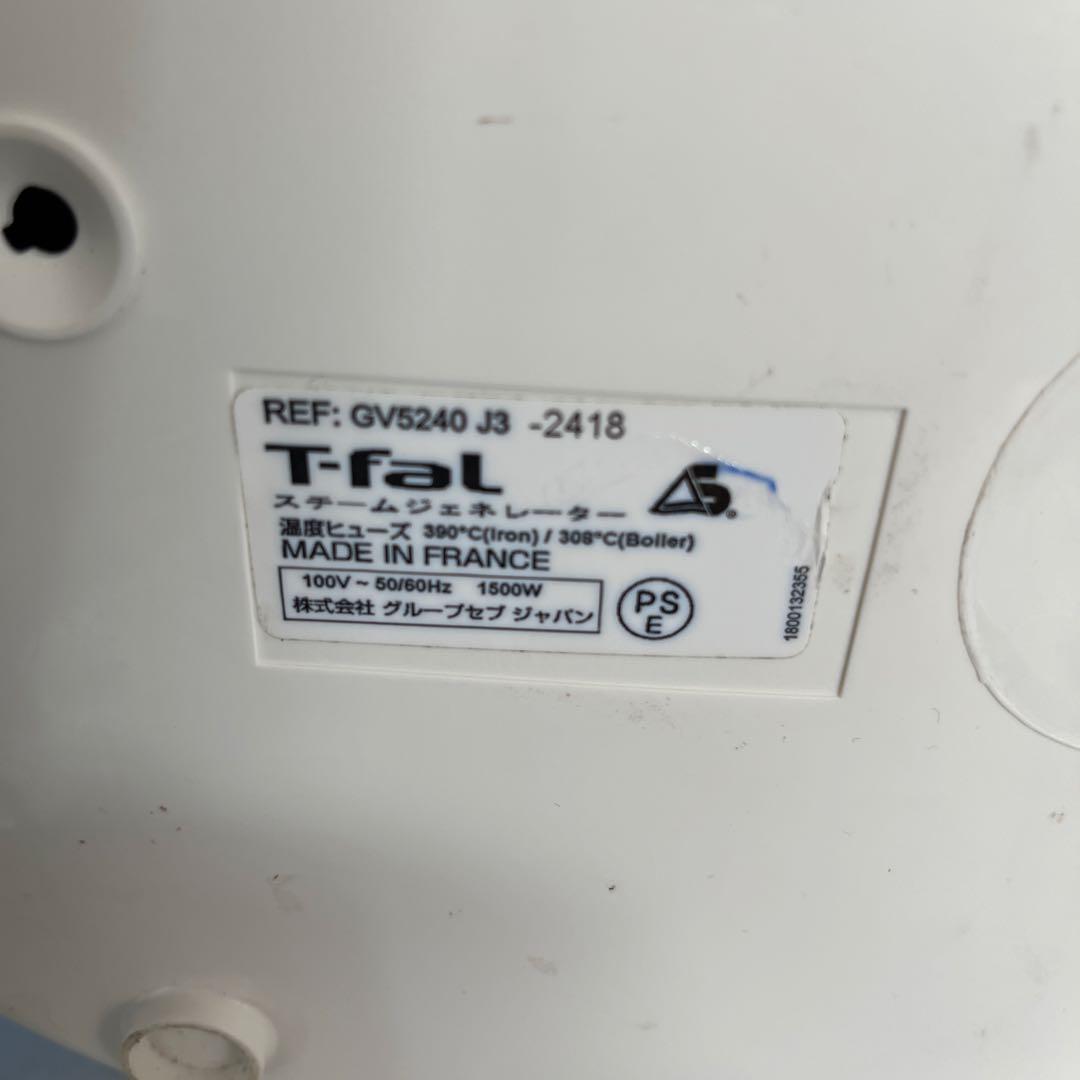 REF: GV5240 J3 -2418
T-faL
スチームジェネレーター
温度ヒューズ 390°C(Iron) / 308°C(Boiler)
MADE IN FRANCE
100V ~ 50/60Hz 1500W
株式会社 グループセブ ジャパン
PS
E
1800132355